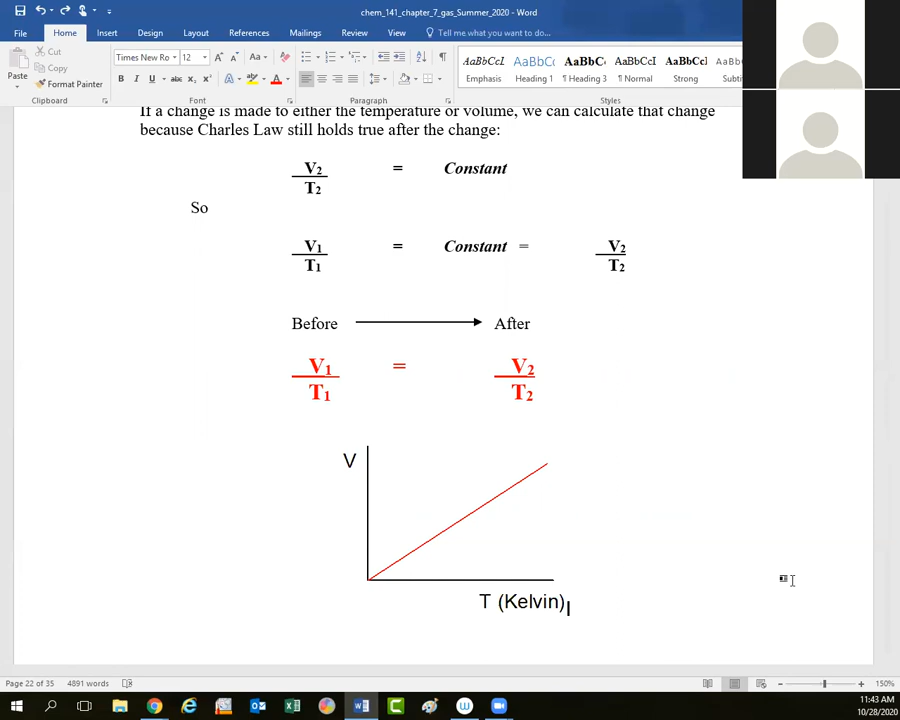 chem_141_chapter_7_gas_Summer_2020 - Word
File Home Insert Design Layout References Mailings Review View Tell me what you want to do...
Paste
Cut
Copy
Format Painter
Clipboard
Times New Ro 12
B I U abc x₂ x²
Font
Paragraph
AaBbCcI AaBbCc AaBbCc AaBbCcI AaBbCcI AaBb
Emphasis Heading 1 ¶ Heading 3 ¶ Normal Strong Subti
Styles
If a change is made to either the temperature or volume, we can calculate that change
because Charles Law still holds true after the change:
V₂ = Constant
T₂
So
V₁ = Constant = V₂
T₁ T₂
Before After
V₁ = V₂
T₁ T₂
V
T (Kelvin)
Page 22 of 35 4891 words 150%
11:43 AM
10/28/2020